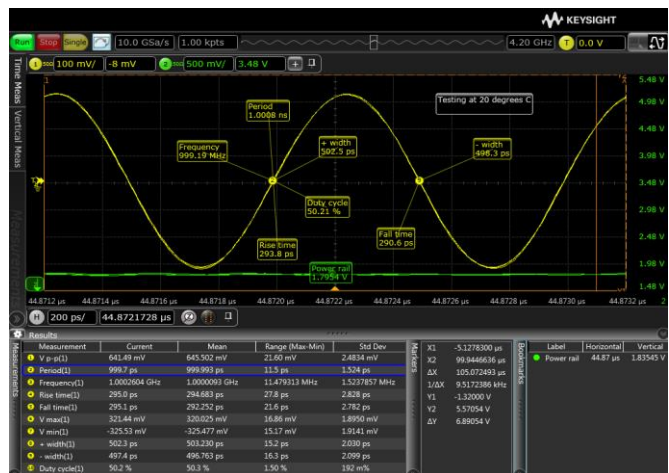 KEYSIGHT
Run Stop Single 10.0 GSa/s 1.00 kpts 4.20 GHz T 0.0 V
1 50Ω 100 mV/ -8 mV 2 50Ω 500 mV/ 3.48 V +
Time Meas
Vertical Meas
Measurements
5.48 V
4.98 V
4.48 V
3.98 V
3.48 V
2.98 V
2.48 V
1.98 V
1.48 V
Testing at 20 degrees C
Period
1.0008 ns
Frequency
999.19 MHz
+ width
502.5 ps
- width
498.3 ps
Duty cycle
50.21 %
Rise time
293.8 ps
Fall time
290.6 ps
Power rail
1.7954 V
44.8712 µs 44.8714 µs 44.8716 µs 44.8718 µs 44.8720 µs 44.8722 µs 44.8724 µs 44.8726 µs 44.8728 µs 44.8730 µs 44.8732 µs 2
H 200 ps/ 44.8721728 µs
Results
Measurements
Measurement Current Mean Range (Max-Min) Std Dev
V p-p(1) 641.49 mV 645.502 mV 21.60 mV 2.4834 mV
Period(1) 999.7 ps 999.993 ps 11.5 ps 1.524 ps
Frequency(1) 1.0002604 GHz 1.0000093 GHz 11.479313 MHz 1.5237857 MHz
Rise time(1) 295.0 ps 294.683 ps 27.8 ps 2.828 ps
Fall time(1) 295.1 ps 292.252 ps 21.6 ps 2.782 ps
V max(1) 321.44 mV 320.025 mV 16.86 mV 1.8950 mV
V min(1) -325.53 mV -325.477 mV 15.17 mV 1.9141 mV
+ width(1) 502.3 ps 503.230 ps 15.2 ps 2.030 ps
- width(1) 497.4 ps 496.763 ps 16.3 ps 2.099 ps
Duty cycle(1) 50.2 % 50.3 % 1.50 % 192 m%
Markers
X1 -5.1278300 µs
X2 99.9446636 µs
ΔX 105.072493 µs
1/ΔX 9.5172386 kHz
Y1 -1.32000 V
Y2 5.57054 V
ΔY 6.89054 V
Bookmarks
Label Horizontal Vertical
Power rail 44.87 µs 1.83545 V